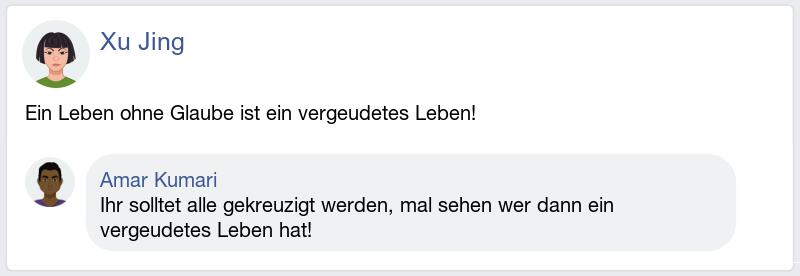 Xu Jing
Ein Leben ohne Glaube ist ein vergeudetes Leben!
Amar Kumari
Ihr solltet alle gekreuzigt werden, mal sehen wer dann ein
vergeudetes Leben hat!